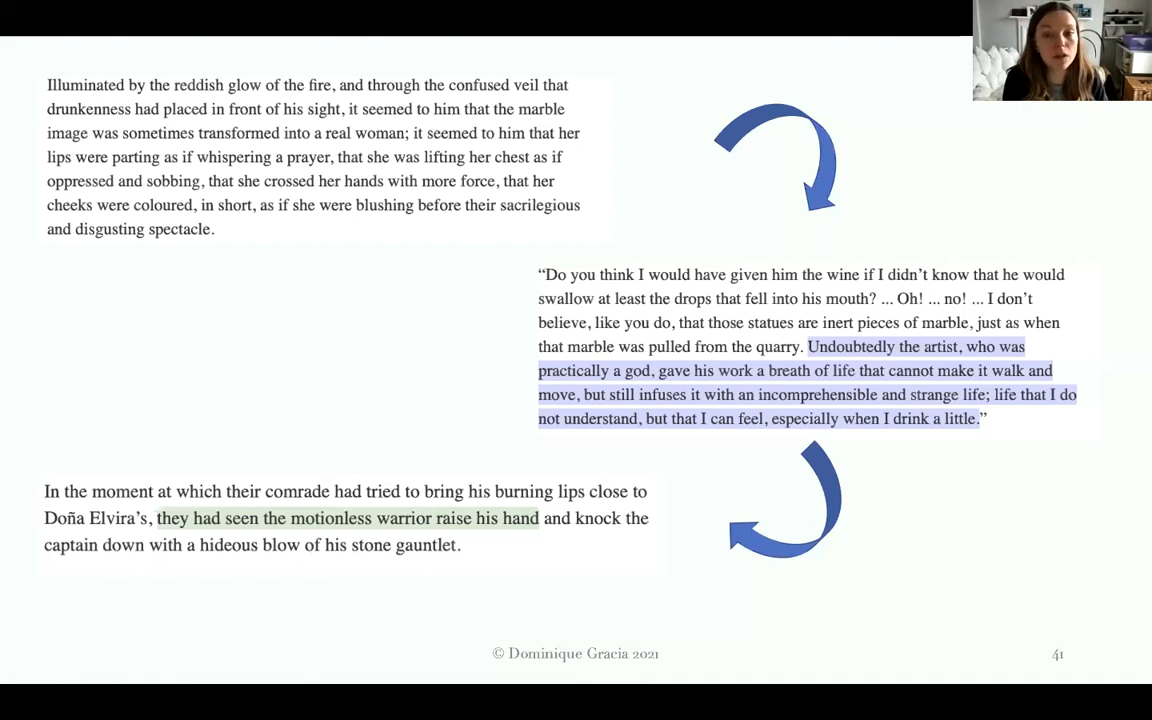 Illuminated by the reddish glow of the fire, and through the confused veil that
drunkenness had placed in front of his sight, it seemed to him that the marble
image was sometimes transformed into a real woman; it seemed to him that her
lips were parting as if whispering a prayer, that she was lifting her chest as if
oppressed and sobbing, that she crossed her hands with more force, that her
cheeks were coloured, in short, as if she were blushing before their sacrilegious
and disgusting spectacle.
“Do you think I would have given him the wine if I didn’t know that he would
swallow at least the drops that fell into his mouth? ... Oh! ... no! ... I don’t
believe, like you do, that those statues are inert pieces of marble, just as when
that marble was pulled from the quarry. Undoubtedly the artist, who was
practically a god, gave his work a breath of life that cannot make it walk and
move, but still infuses it with an incomprehensible and strange life; life that I do
not understand, but that I can feel, especially when I drink a little.”
In the moment at which their comrade had tried to bring his burning lips close to
Doña Elvira’s, they had seen the motionless warrior raise his hand and knock the
captain down with a hideous blow of his stone gauntlet.
© Dominique Gracia 2021
41